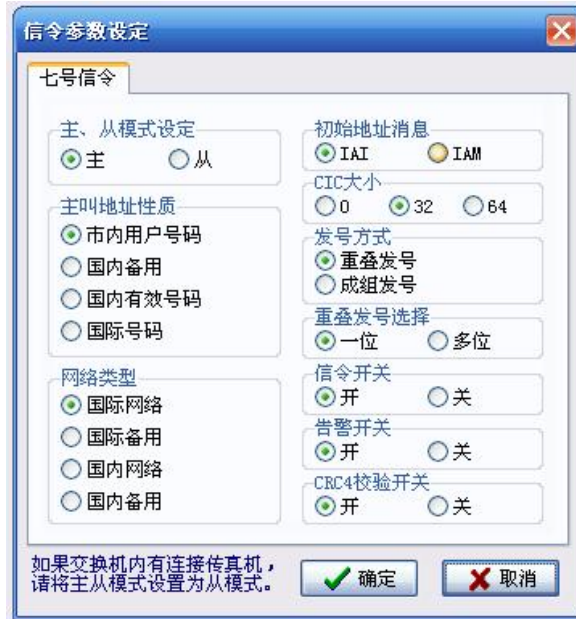 信令参数设定
七号信令
主、从模式设定
主 从
主叫地址性质
市内用户号码
国内备用
国内有效号码
国际号码
网络类型
国际网络
国际备用
国内网络
国内备用
初始地址消息
IAI IAM
CIC大小
0 32 64
发号方式
重叠发号
成组发号
重叠发号选择
一位 多位
信令开关
开 关
告警开关
开 关
CRC4校验开关
开 关
如果交换机内有连接传真机,
请将主从模式设置为从模式。
确定 取消